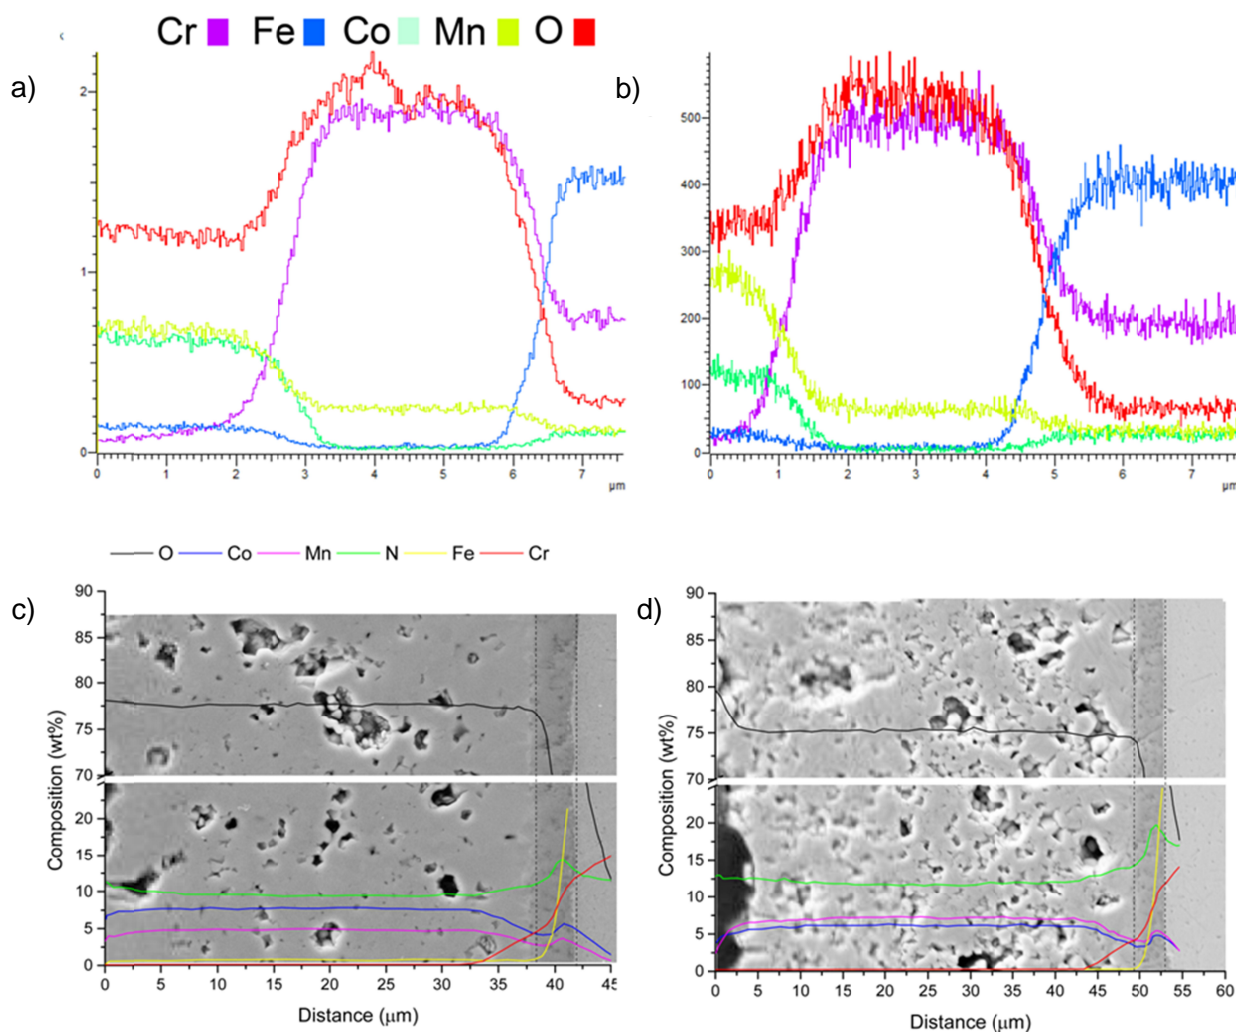 Cr Fe Co Mn O
a)
2
1
0
0 1 2 3 4 5 6 7
µm
b)
500
400
300
200
100
0
0 1 2 3 4 5 6 7
µm
O Co Mn N Fe Cr
c)
Composition (wt%)
90
85
80
75
70
20
15
10
5
0
0 5 10 15 20 25 30 35 40 45
Distance (µm)
d)
Composition (wt%)
90
85
80
75
70
20
15
10
5
0
0 5 10 15 20 25 30 35 40 45 50 55 60
Distance (µm)